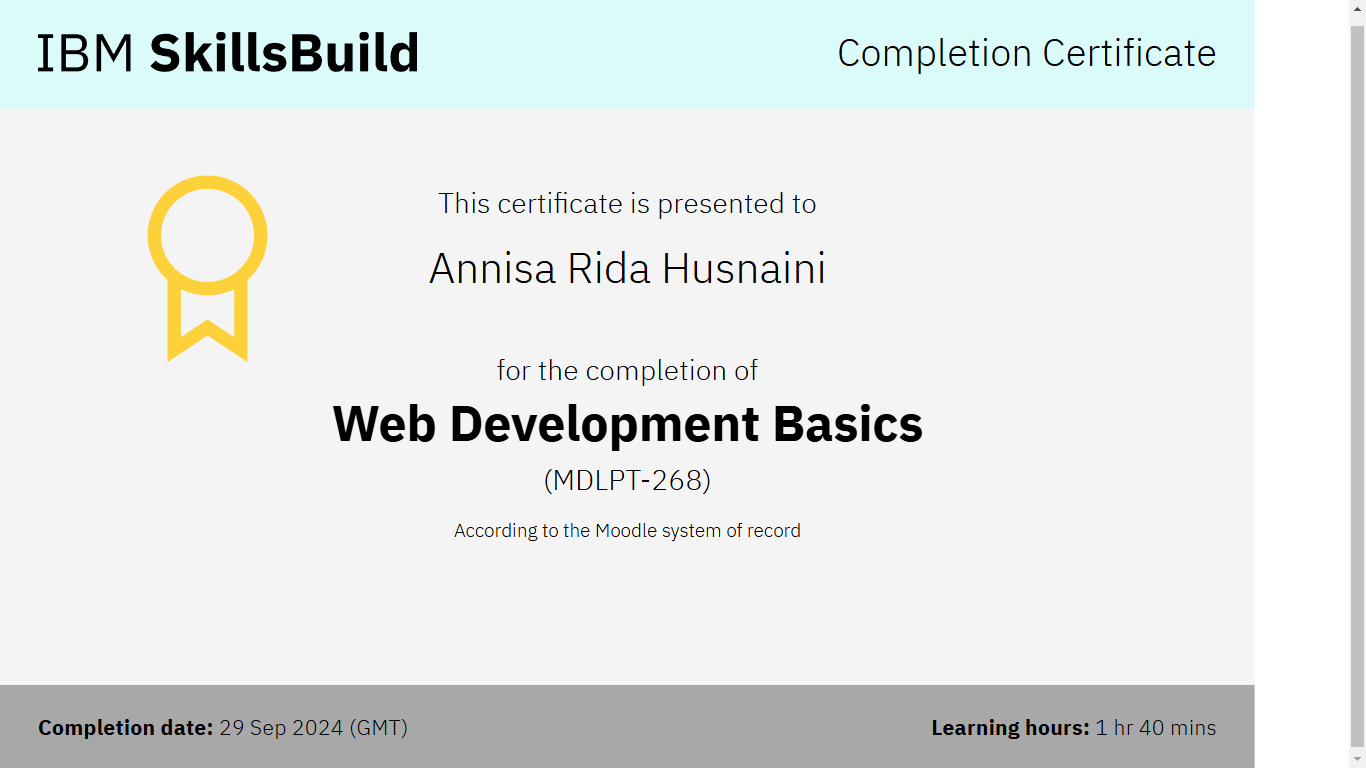 IBM SkillsBuild
Completion Certificate
This certificate is presented to
Annisa Rida Husnaini
for the completion of
Web Development Basics
(MDLPT-268)
According to the Moodle system of record
Completion date: 29 Sep 2024 (GMT)
Learning hours: 1 hr 40 mins